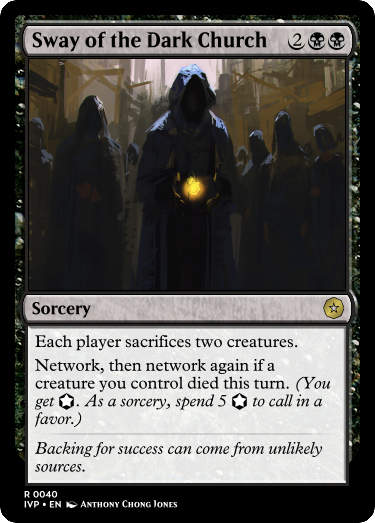 Sway of the Dark Church 2
Sorcery
Each player sacrifices two creatures.
Network, then network again if a
creature you control died this turn. (You
get ⌬. As a sorcery, spend 5 ⌬ to call in a
favor.)
Backing for success can come from unlikely
sources.
R 0040
IVP • EN Anthony Chong Jones